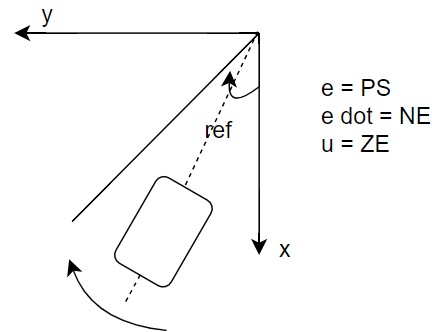 y
e = PS
e dot = NE
ref
u = ZE
x